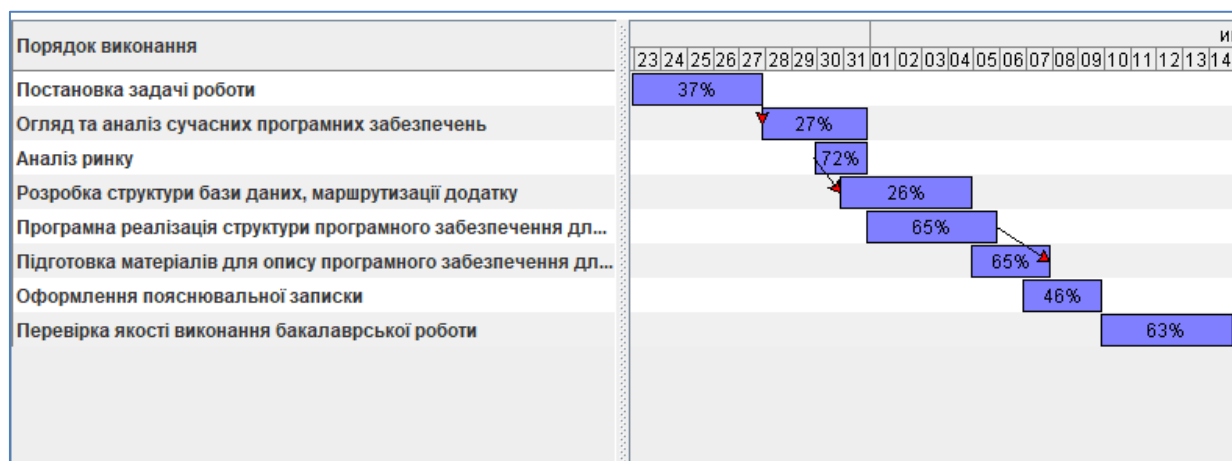 Порядок виконання
и
23 24 25 26 27 28 29 30 31 01 02 03 04 05 06 07 08 09 10 11 12 13 14
Постановка задачі роботи 37%
Огляд та аналіз сучасних програмних забезпечень 27%
Аналіз ринку 72%
Розробка структури бази даних, маршрутизації додатку 26%
Програмна реалізація структури програмного забезпечення дл... 65%
Підготовка матеріалів для опису програмного забезпечення дл... 65%
Оформлення пояснювальної записки 46%
Перевірка якості виконання бакалаврської роботи 63%